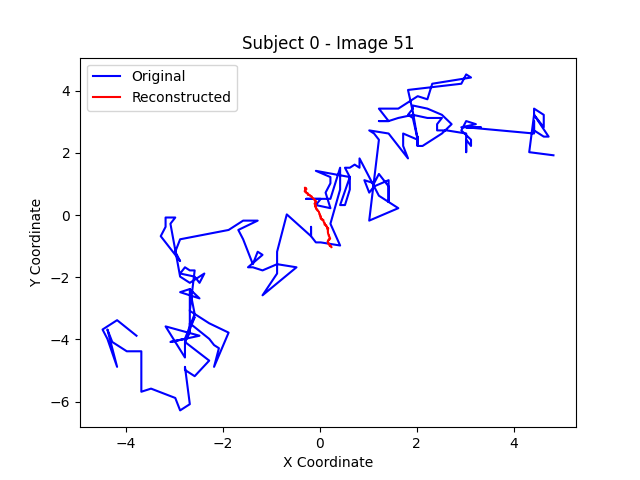 Subject 0 - Image 51
Original
Reconstructed
Y Coordinate
4
2
0
−2
−4
−6
−4
−2
0
2
4
X Coordinate